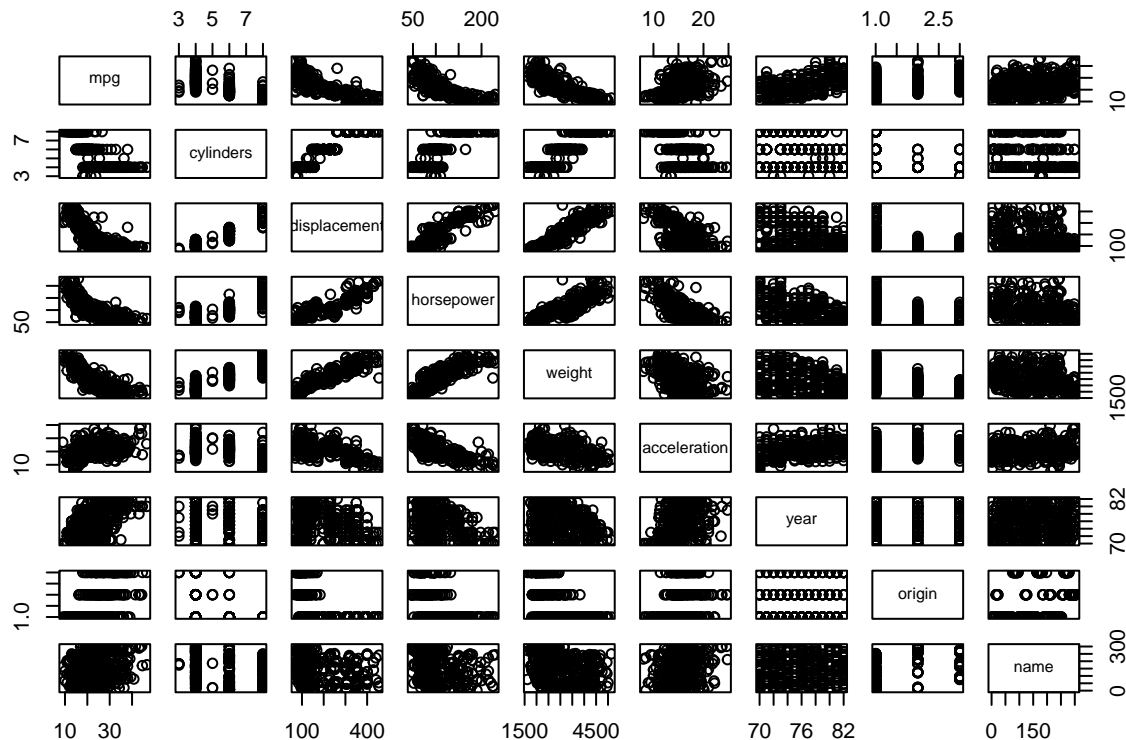 3 5 7 50 200 10 20 1.0 2.5
mpg 10
7 3 cylinders
displacement 100
50 horsepower
weight 1500
10 acceleration
year 82 70
1.0 origin
name 300 0
10 30 100 400 1500 4500 70 76 82 0 150